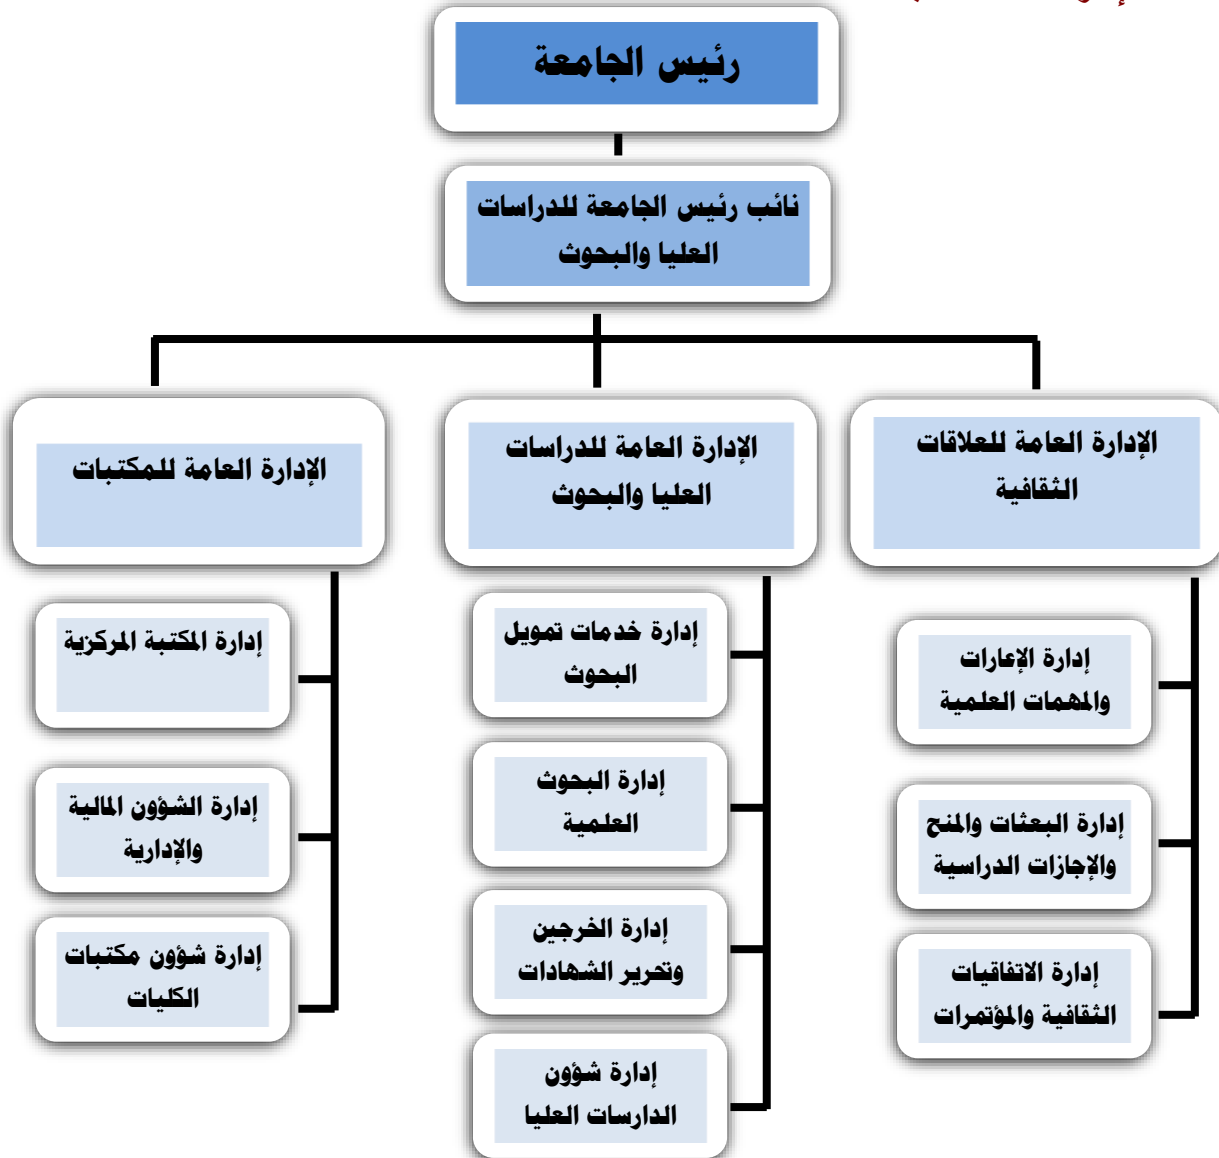 رئيس الجامعة
نائب رئيس الجامعة للدراسات
العليا والبحوث
الإدارة العامة للعلاقات
الثقافية
إدارة الإعارات
والمهمات العلمية
إدارة البعثات والمنح
والإجازات الدراسية
إدارة الاتفاقيات
الثقافية والمؤتمرات
الإدارة العامة للدراسات
العليا والبحوث
إدارة خدمات تمويل
البحوث
إدارة البحوث
العلمية
إدارة الخرجين
وتحرير الشهادات
إدارة شؤون
الدارسات العليا
الإدارة العامة للمكتبات
إدارة المكتبة المركزية
إدارة الشؤون المالية
والإدارية
إدارة شؤون مكتبات
الكليات